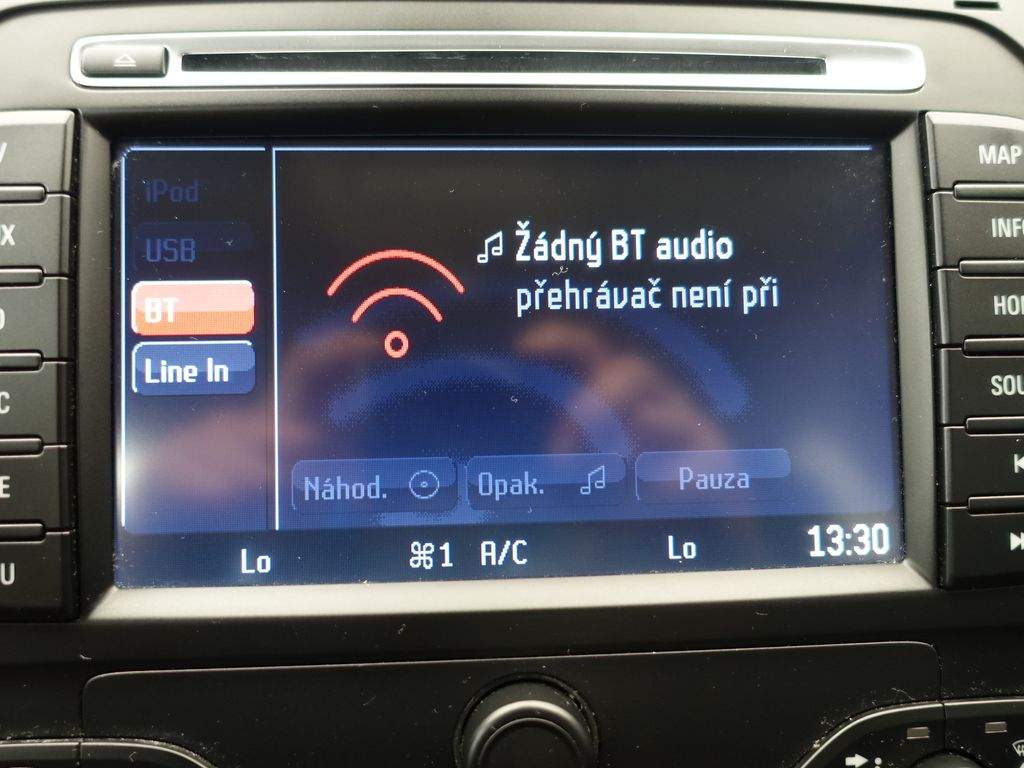 iPod
USB
BT
Line In
Žádný BT audio
přehrávač není při
Náhod.
Opak.
Pauza
Lo
1 A/C
Lo
13:30
MAP